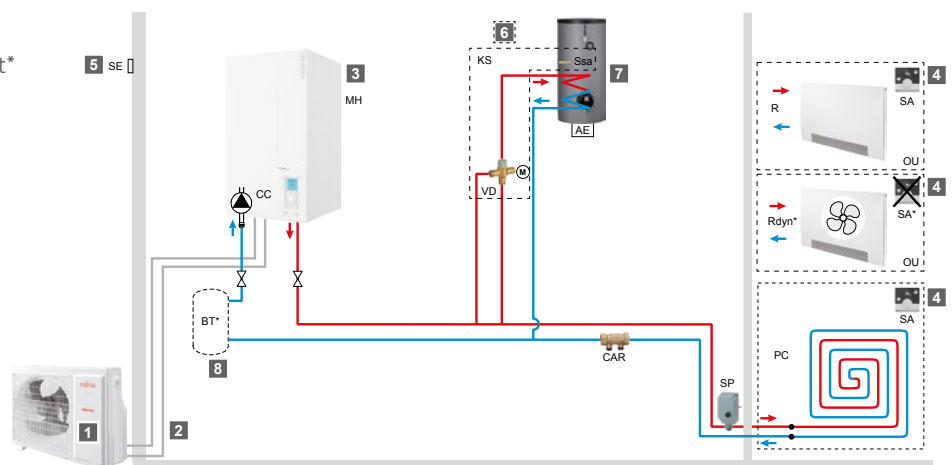 t*
5 SE
3
MH
CC
6
KS
Ssa
7
AE
M
VD
BT*
8
CAR
SP
1
2
FUJITSU
4
SA
R
OU
4
SA*
Rdyn*
OU
4
SA
PC